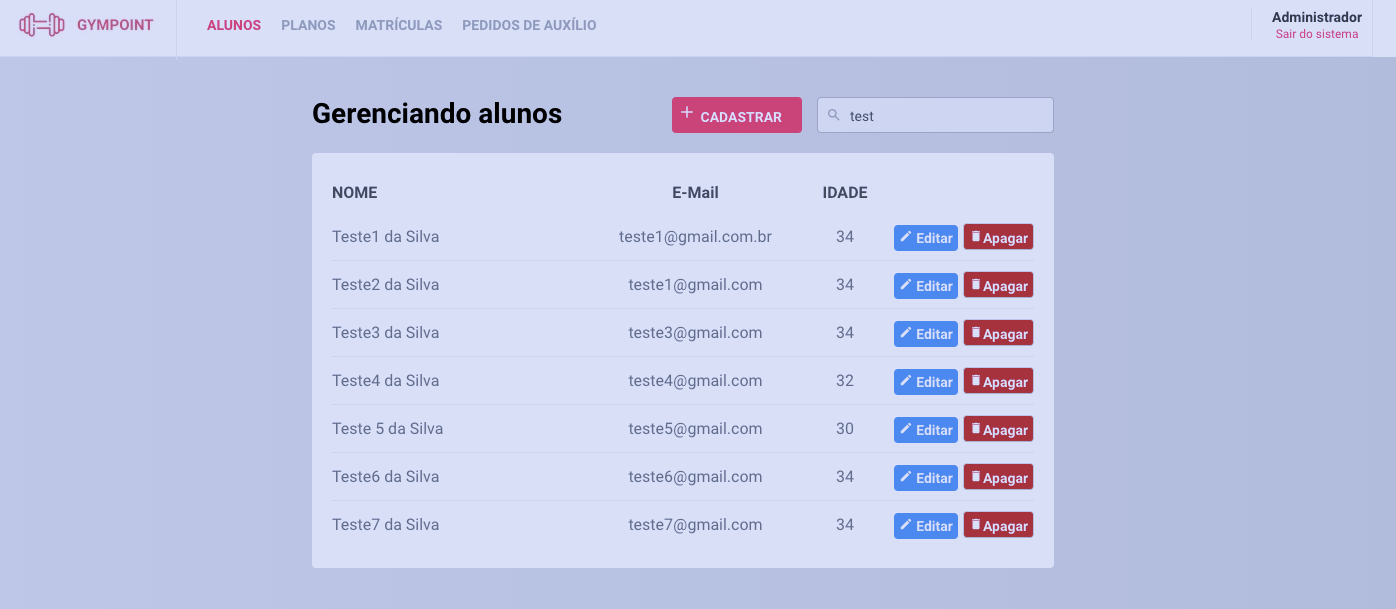 GYMPOINT ALUNOS PLANOS MATRÍCULAS PEDIDOS DE AUXÍLIO Administrador
Sair do sistema
Gerenciando alunos + CADASTRAR test
NOME E-Mail IDADE
Teste1 da Silva teste1@gmail.com.br 34 Editar Apagar
Teste2 da Silva teste1@gmail.com 34 Editar Apagar
Teste3 da Silva teste3@gmail.com 34 Editar Apagar
Teste4 da Silva teste4@gmail.com 32 Editar Apagar
Teste 5 da Silva teste5@gmail.com 30 Editar Apagar
Teste6 da Silva teste6@gmail.com 34 Editar Apagar
Teste7 da Silva teste7@gmail.com 34 Editar Apagar